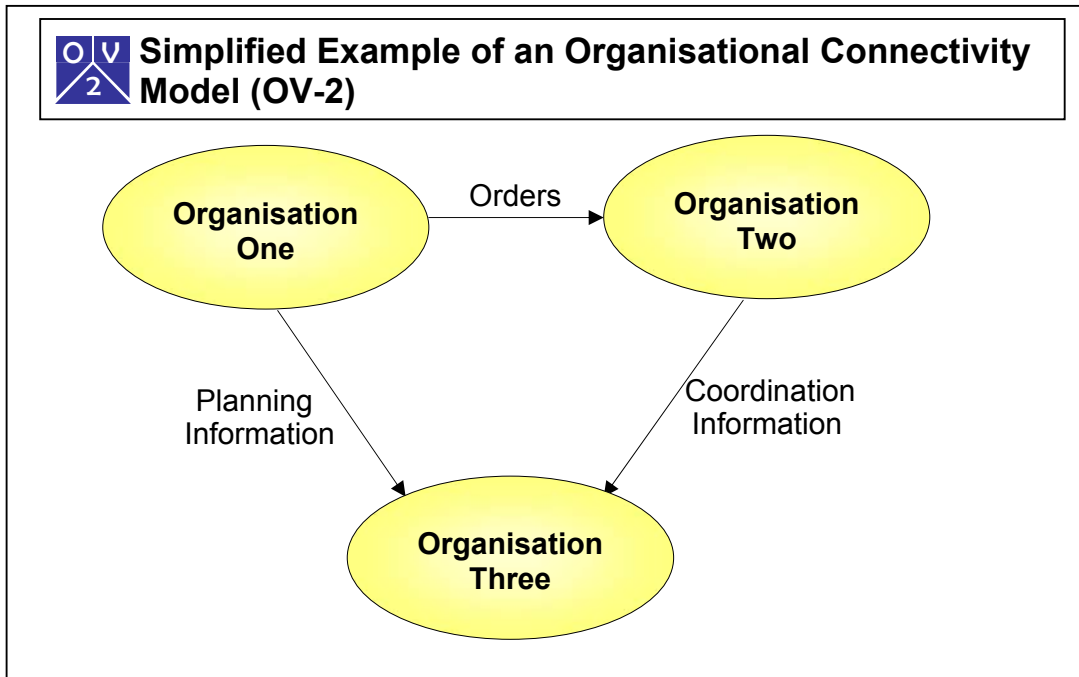 O V
2
Simplified Example of an Organisational Connectivity
Model (OV-2)
Organisation
One
Orders
Organisation
Two
Planning
Information
Coordination
Information
Organisation
Three